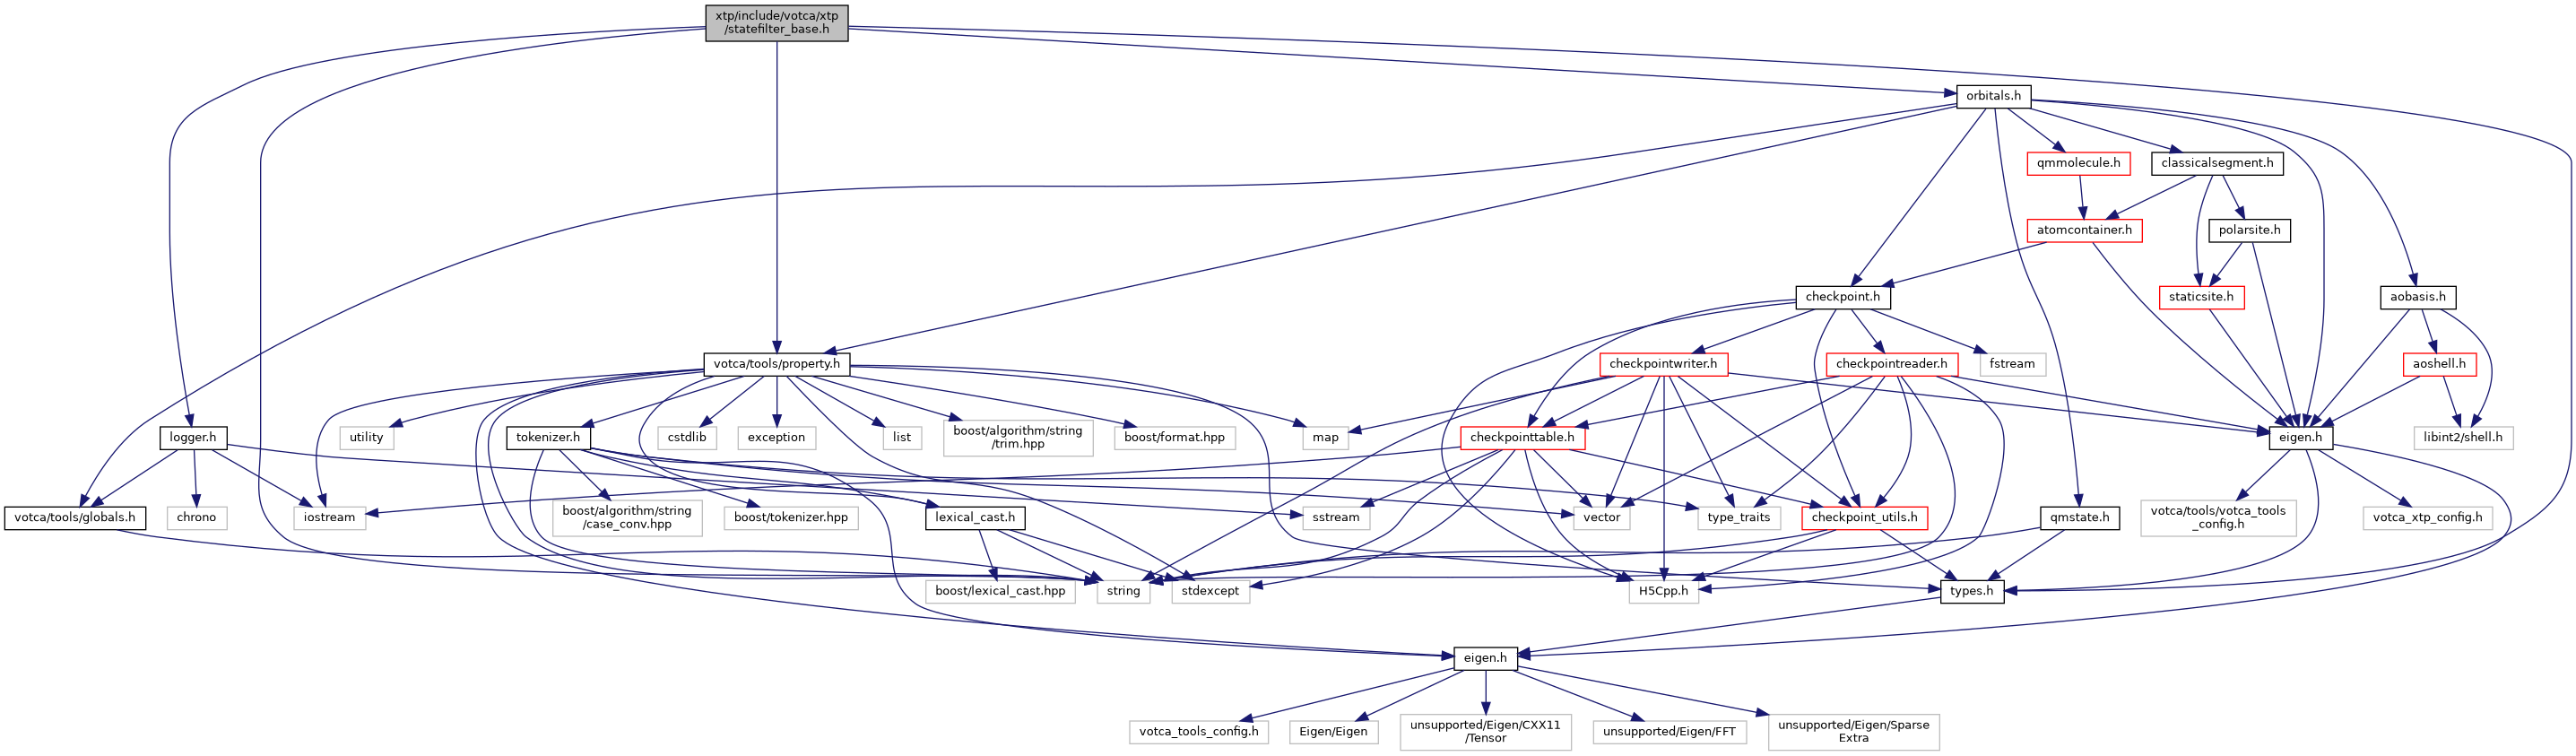 xtp/include/votca/xtp
/statefilter_base.h
orbitals.h
qmmolecule.h
classicalsegment.h
atomcontainer.h
polarsite.h
checkpoint.h
staticsite.h
aobasis.h
votca/tools/property.h
checkpointwriter.h
checkpointreader.h
fstream
aoshell.h
logger.h
utility
tokenizer.h
cstdlib
exception
list
boost/algorithm/string
/trim.hpp
boost/format.hpp
map
checkpointtable.h
eigen.h
libint2/shell.h
votca/tools/globals.h
chrono
iostream
boost/algorithm/string
/case_conv.hpp
boost/tokenizer.hpp
lexical_cast.h
sstream
vector
type_traits
checkpoint_utils.h
qmstate.h
votca/tools/votca_tools
_config.h
votca_xtp_config.h
boost/lexical_cast.hpp
string
stdexcept
H5Cpp.h
types.h
eigen.h
votca_tools_config.h
Eigen/Eigen
unsupported/Eigen/CXX11
/Tensor
unsupported/Eigen/FFT
unsupported/Eigen/Sparse
Extra